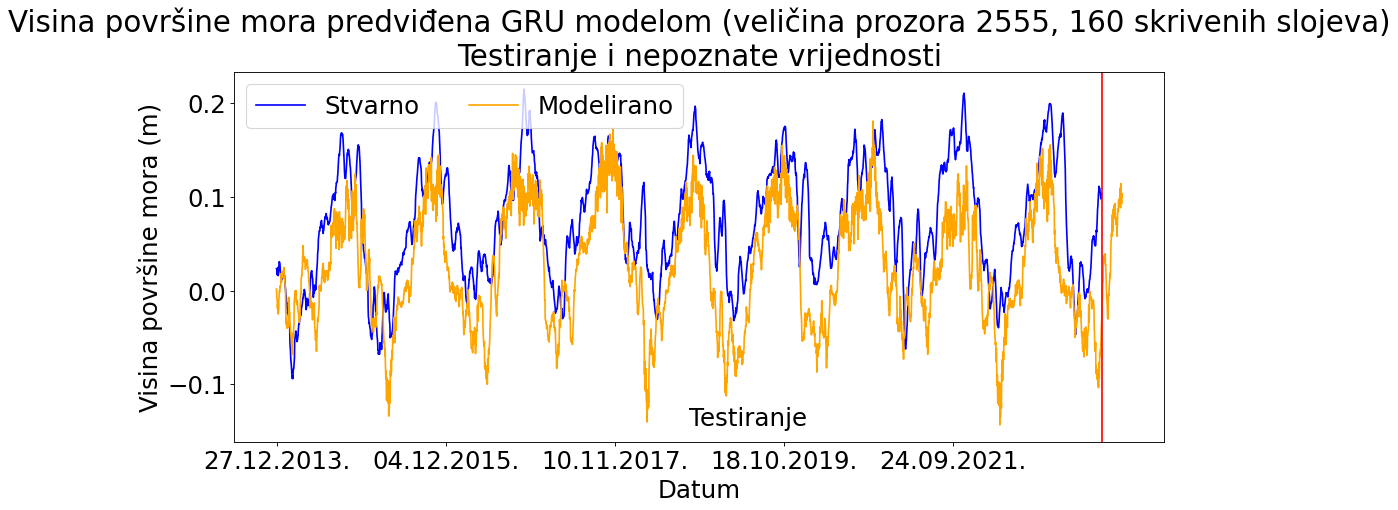 Visina površine mora predviđena GRU modelom (veličina prozora 2555, 160 skrivenih slojeva)
Testiranje i nepoznate vrijednosti
Stvarno Modelirano
Visina površine mora (m)
0.2
0.1
0.0
−0.1
Testiranje
27.12.2013. 04.12.2015. 10.11.2017. 18.10.2019. 24.09.2021.
Datum